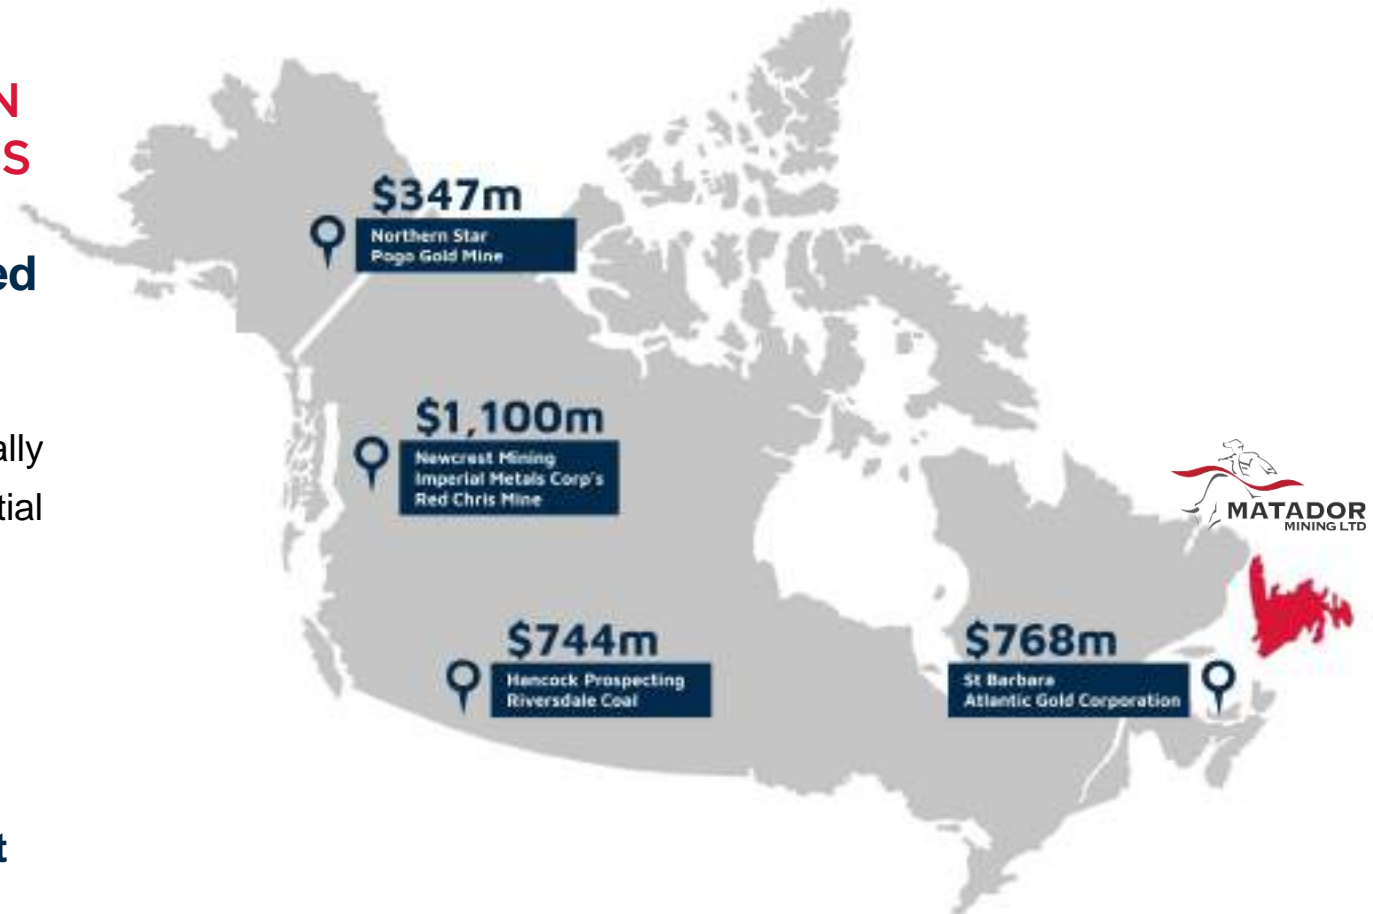 N
S
ed
ally
tial
t
$347m
Northern Star
Pogo Gold Mine
$1,100m
Newcrest Mining
Imperial Metals Corp's
Red Chris Mine
MATADOR
MINING LTD
$744m
Hancock Prospecting
Riversdale Coal
$768m
St Barbara
Atlantic Gold Corporation